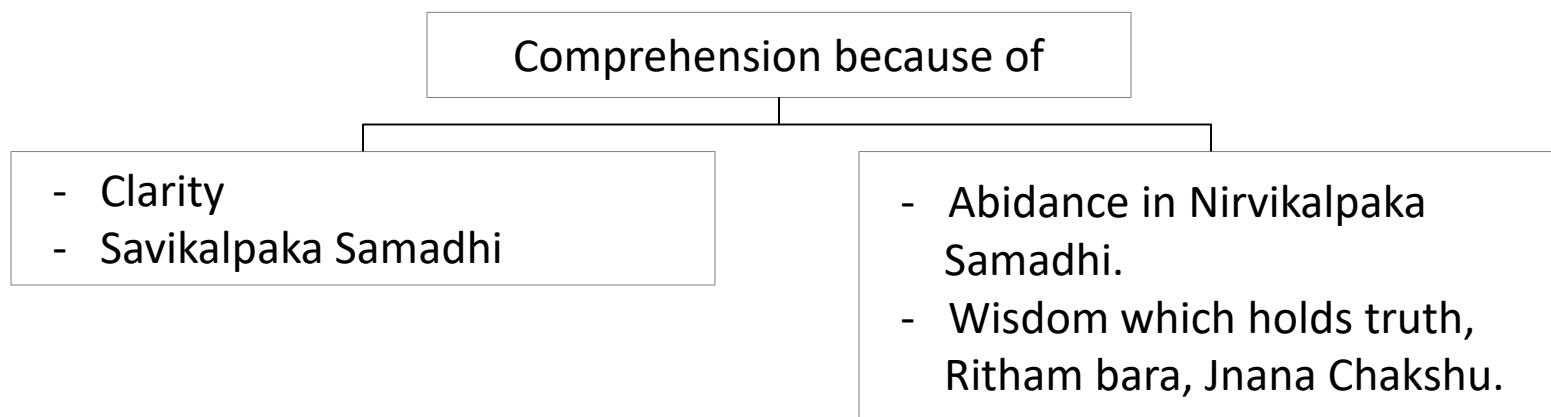 Comprehension because of
- Clarity
- Savikalpaka Samadhi
- Abidance in Nirvikalpaka
Samadhi.
- Wisdom which holds truth,
Ritham bara, Jnana Chakshu.